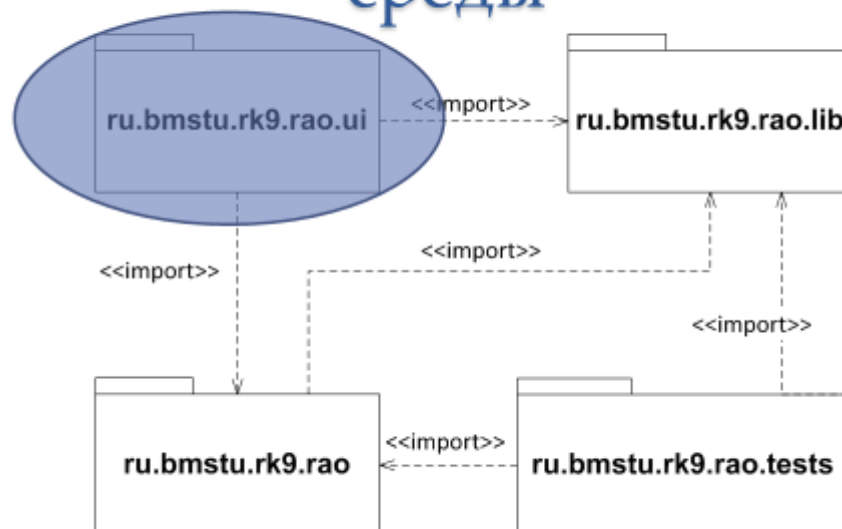 среды
<<import>>
ru.bmstu.rk9.rao.ui
ru.bmstu.rk9.rao.lib
<<import>>
<<import>>
<<import>>
<<import>>
ru.bmstu.rk9.rao
ru.bmstu.rk9.rao.tests